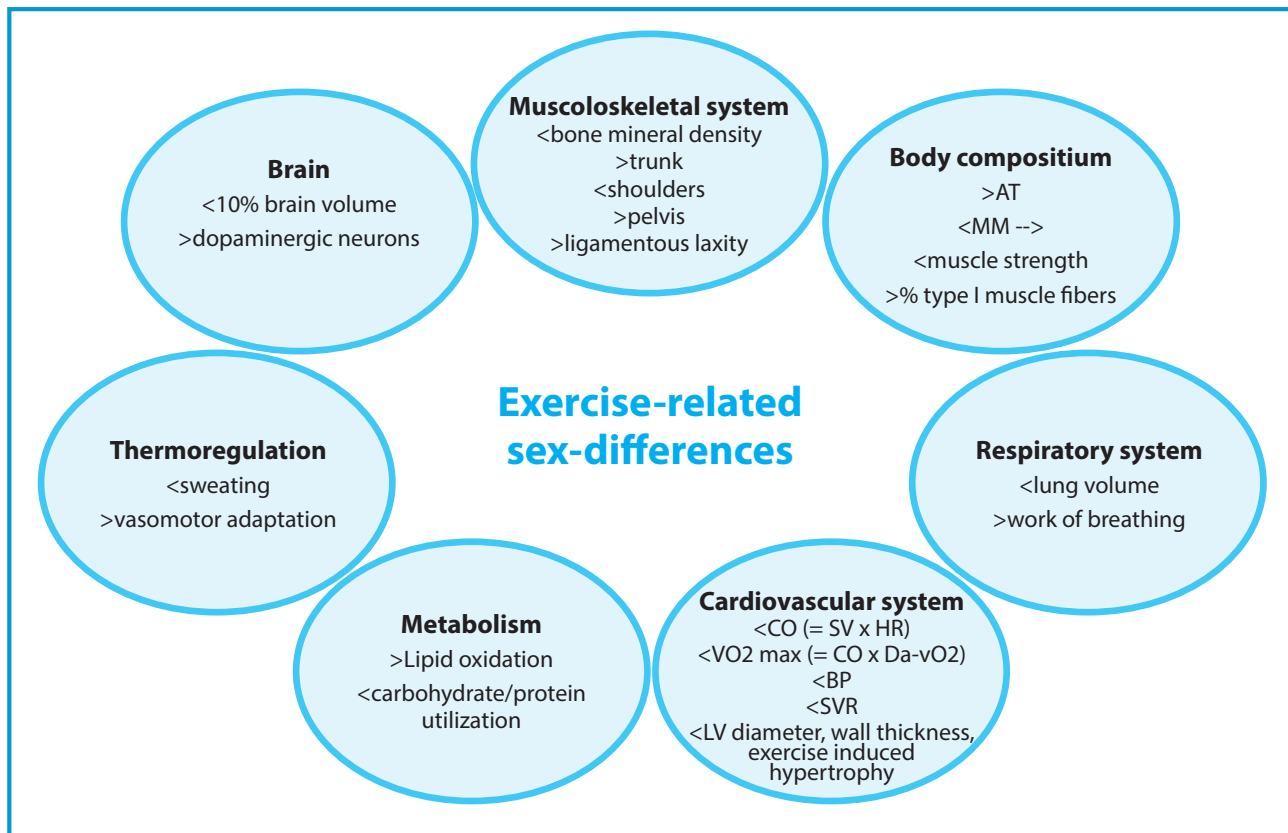 Muscoloskeletal system
<bone mineral density
>trunk
<shoulders
>pelvis
>ligamentous laxity
Brain
<10% brain volume
>dopaminergic neurons
Body compositium
>AT
<MM -->
<muscle strength
>% type I muscle fibers
Exercise-related
sex-differences
Thermoregulation
<sweating
>vasomotor adaptation
Respiratory system
<lung volume
>work of breathing
Metabolism
>Lipid oxidation
<carbohydrate/protein
utilization
Cardiovascular system
<CO (= SV x HR)
<VO2 max (= CO x Da-vO2)
<BP
<SVR
<LV diameter, wall thickness,
exercise induced
hypertrophy